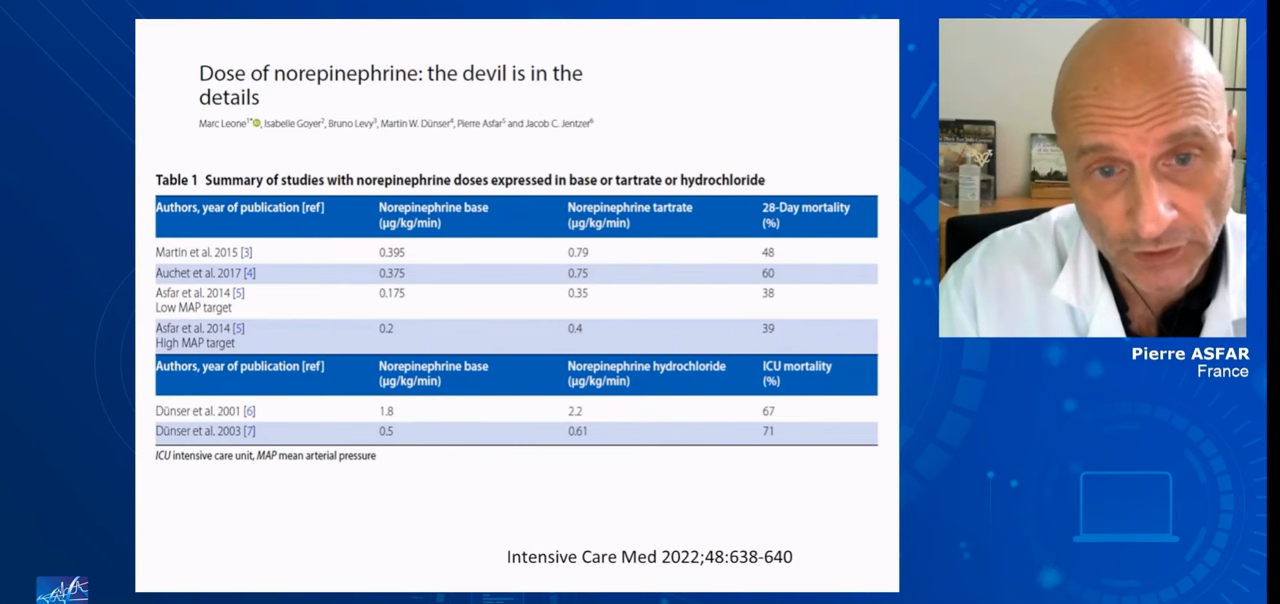 Dose of norepinephrine: the devil is in the
details
Marc Leone1*, Isabelle Goyer2, Bruno Levy3, Martin W. Dünser4, Pierre Asfar5 and Jacob C. Jentzer6
Table 1 Summary of studies with norepinephrine doses expressed in base or tartrate or hydrochloride
Authors, year of publication [ref] Norepinephrine base (µg/kg/min) Norepinephrine tartrate (µg/kg/min) 28-Day mortality (%)
Martin et al. 2015 [3] 0.395 0.79 48
Auchet et al. 2017 [4] 0.375 0.75 60
Asfar et al. 2014 [5] 0.175 0.35 38
Low MAP target
Asfar et al. 2014 [5] 0.2 0.4 39
High MAP target
Authors, year of publication [ref] Norepinephrine base (µg/kg/min) Norepinephrine hydrochloride (µg/kg/min) ICU mortality (%)
Dünser et al. 2001 [6] 1.8 2.2 67
Dünser et al. 2003 [7] 0.5 0.61 71
ICU intensive care unit, MAP mean arterial pressure
Intensive Care Med 2022;48:638-640
Pierre ASFAR
France